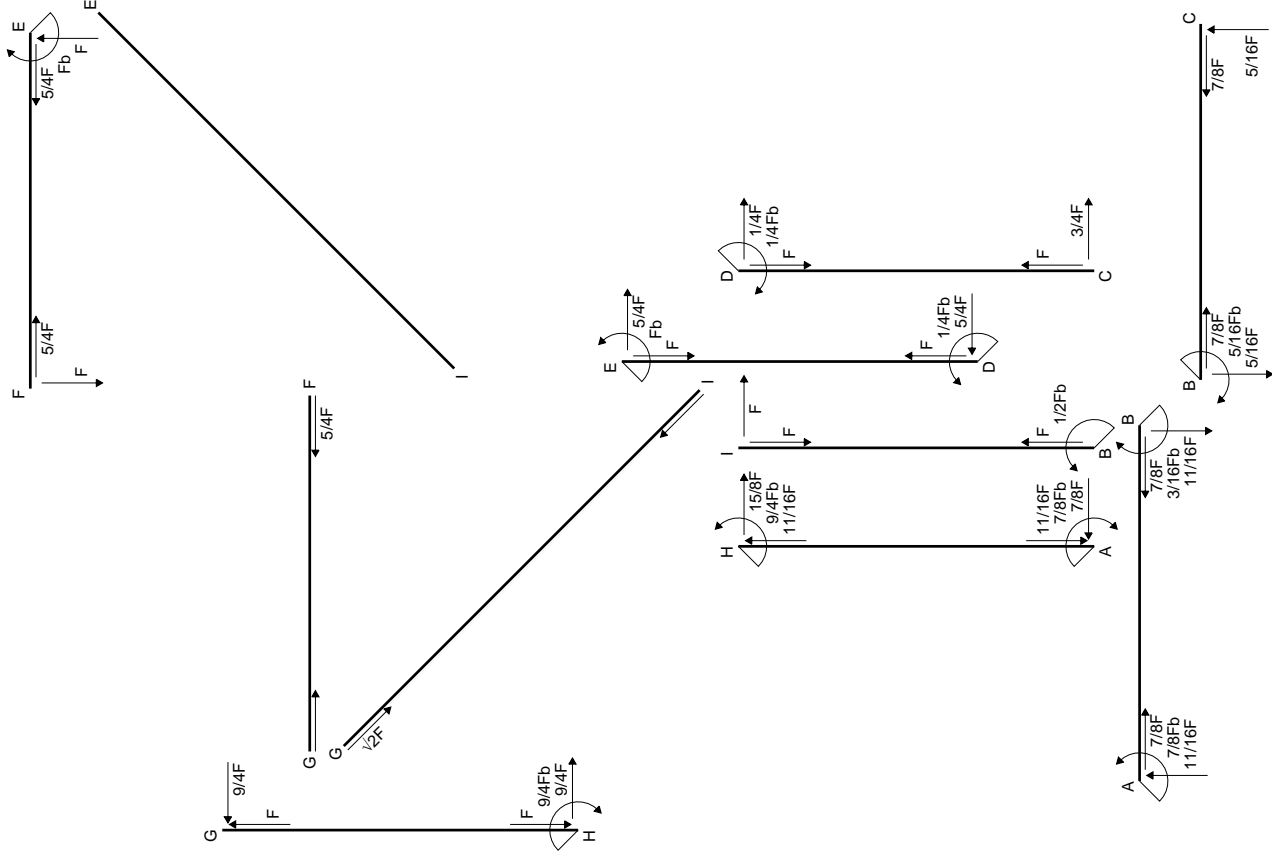 F
5/4F
F
E
5/4F
Fb
F
E
I
G
F
5/4F
G
√2F
I
G
9/4F
F
F
9/4Fb
9/4F
H
E
5/4F
Fb
F
F
1/4Fb
5/4F
D
D
1/4F
1/4Fb
F
F
3/4F
C
I
F
F
F
1/2Fb
B
H
15/8F
9/4Fb
11/16F
11/16F
7/8Fb
7/8F
A
A
7/8F
7/8Fb
11/16F
B
7/8F
3/16Fb
11/16F
B
7/8F
5/16Fb
5/16F
C
7/8F
5/16F